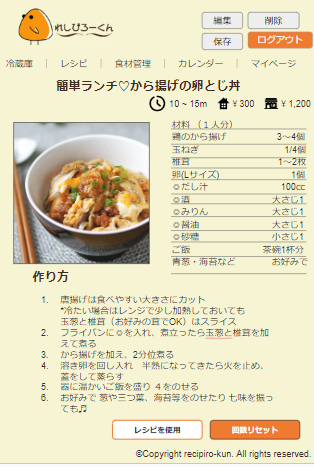 れしぴろーくん
編集 削除
保存 ログアウト
冷蔵庫 | レシピ | 食材管理 | カレンダー | マイページ
簡単ランチ♡から揚げの卵とじ丼
10 ~ 15m ¥ 300 ¥ 1,200
材料 (1人分)
鶏のから揚げ 3~4個
玉ねぎ 1/4個
椎茸 1~2枚
卵(Lサイズ) 1個
☺だし汁 100cc
☺酒 大さじ1
☺みりん 大さじ1
☺醤油 大さじ1
☺砂糖 小さじ1
ご飯 茶碗1杯分
青葱・海苔など お好みで
作り方
1. 唐揚げは食べやすい大きさにカット
*冷たい場合はレンジで少し加熱しておいても
玉葱と椎茸(お好みの茸でOK)はスライス
2. フライパンに☺を入れ、煮立ったら玉葱と椎茸を加
えて煮る
3. から揚げを加え、2分位煮る
4. 溶き卵を回し入れ 半熟になってきたら火を止め、
蓋をして蒸らす
5. 器に温かいご飯を盛り ４をのせる
6. お好みで 葱や三つ葉、海苔等をのせたり 七味を振っ
ても♫
レシピを使用 回数リセット
©Copyright recipiro-kun. All rights Reserved.